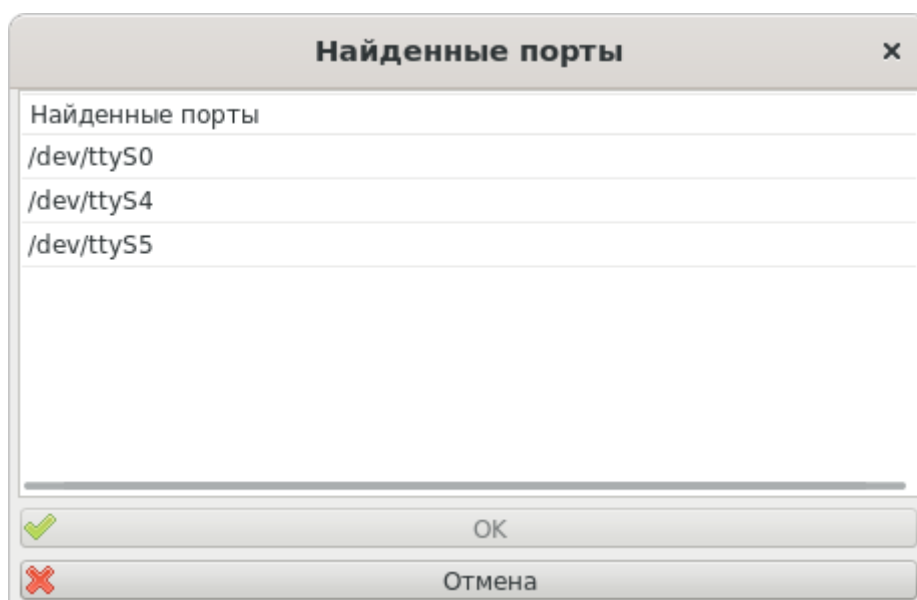 Найденные порты
Найденные порты
/dev/ttyS0
/dev/ttyS4
/dev/ttyS5
OK
Отмена